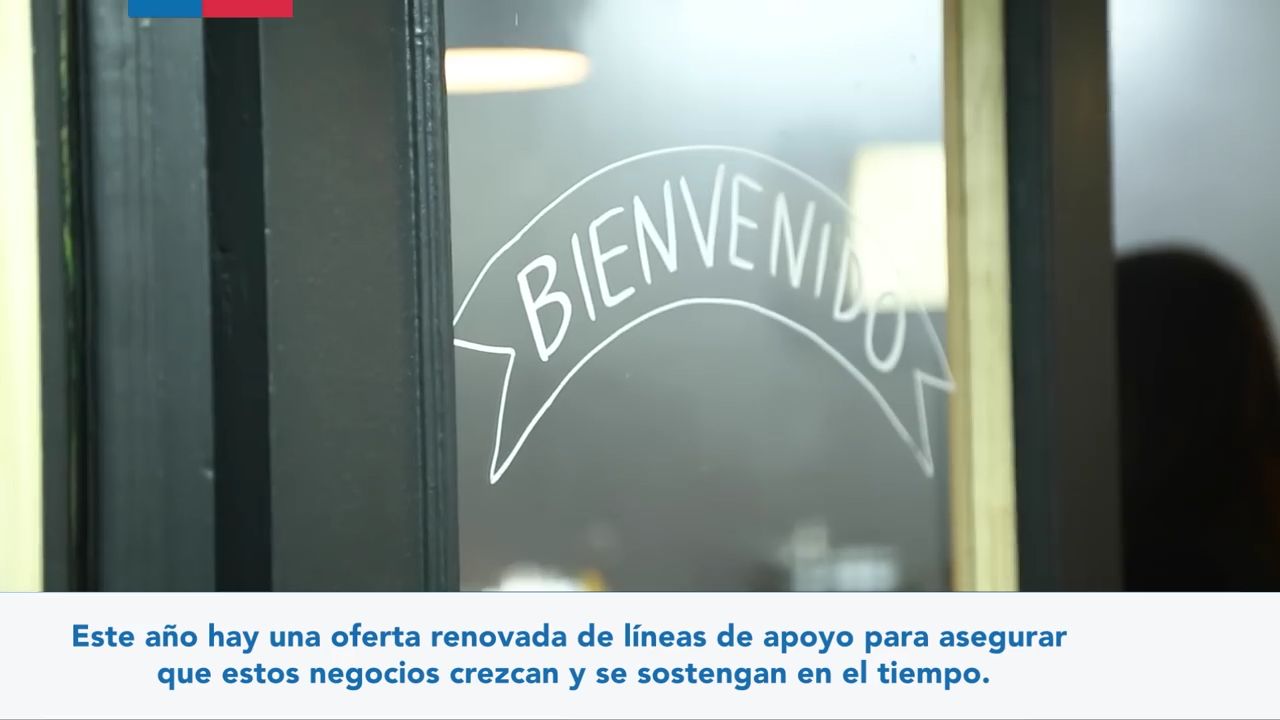 BIENVENIDO
Este año hay una oferta renovada de líneas de apoyo para asegurar
que estos negocios crezcan y se sostengan en el tiempo.